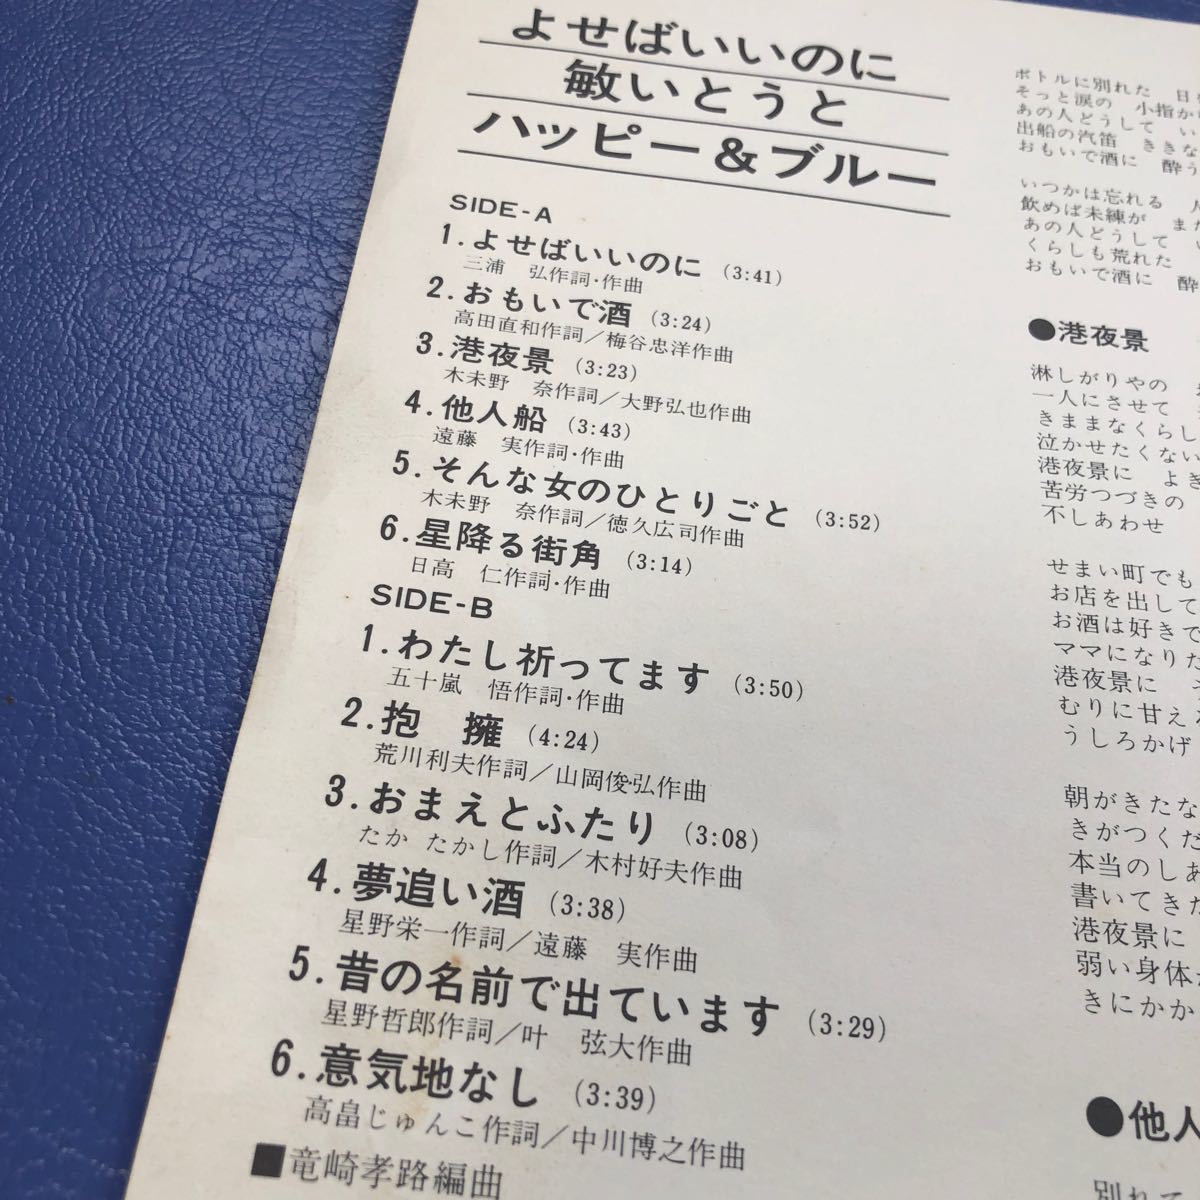 よせばいいのに
敏いとうと
ハッピー&ブルー
SIDE-A
1.よせばいいのに (3:41)
三浦 弘作詞・作曲
2.おもいで酒 (3:24)
高田直和作詞/梅谷忠洋作曲
3.港夜景 (3:23)
木未野 奈作詞/大野弘也作曲
4.他人船 (3:43)
遠藤 実作詞・作曲
5.そんな女のひとりごと (3:52)
木未野 奈作詞/徳久広司作曲
6.星降る街角 (3:14)
日高 仁作詞・作曲
SIDE-B
1.わたし祈ってます (3:50)
五十嵐 悟作詞・作曲
2.抱 擁 (4:24)
荒川利夫作詞/山岡俊弘作曲
3.おまえとふたり (3:08)
たか たかし作詞/木村好夫作曲
4.夢追い酒 (3:38)
星野栄一作詞/遠藤 実作曲
5.昔の名前で出ています (3:29)
星野哲郎作詞/叶 弦大作曲
6.意気地なし (3:39)
高畠じゅんこ作詞/中川博之作曲
■竜崎孝路編曲
ボトルに別れた 日
そっと涙の 小指か
あの人どうして い
出船の汽笛 ききな
おもいで酒に 酔う
いつかは忘れる
飲めば未練が また
あの人どうして
くらしも荒れた
おもいで酒に 酔
●港夜景
淋しがりやの
一人にさせて
きままなくらし
泣かせたくない
港夜景に よぎ
苦労つづきの
不しあわせ
せまい町でも
お店を出して
お酒は好きで
ママになりた
港夜景に
むりに甘え
うしろかげ
朝がきたな
きがつくだ
本当のしあ
書いてきた
港夜景に
弱い身体
きにかか
●他人
別れて